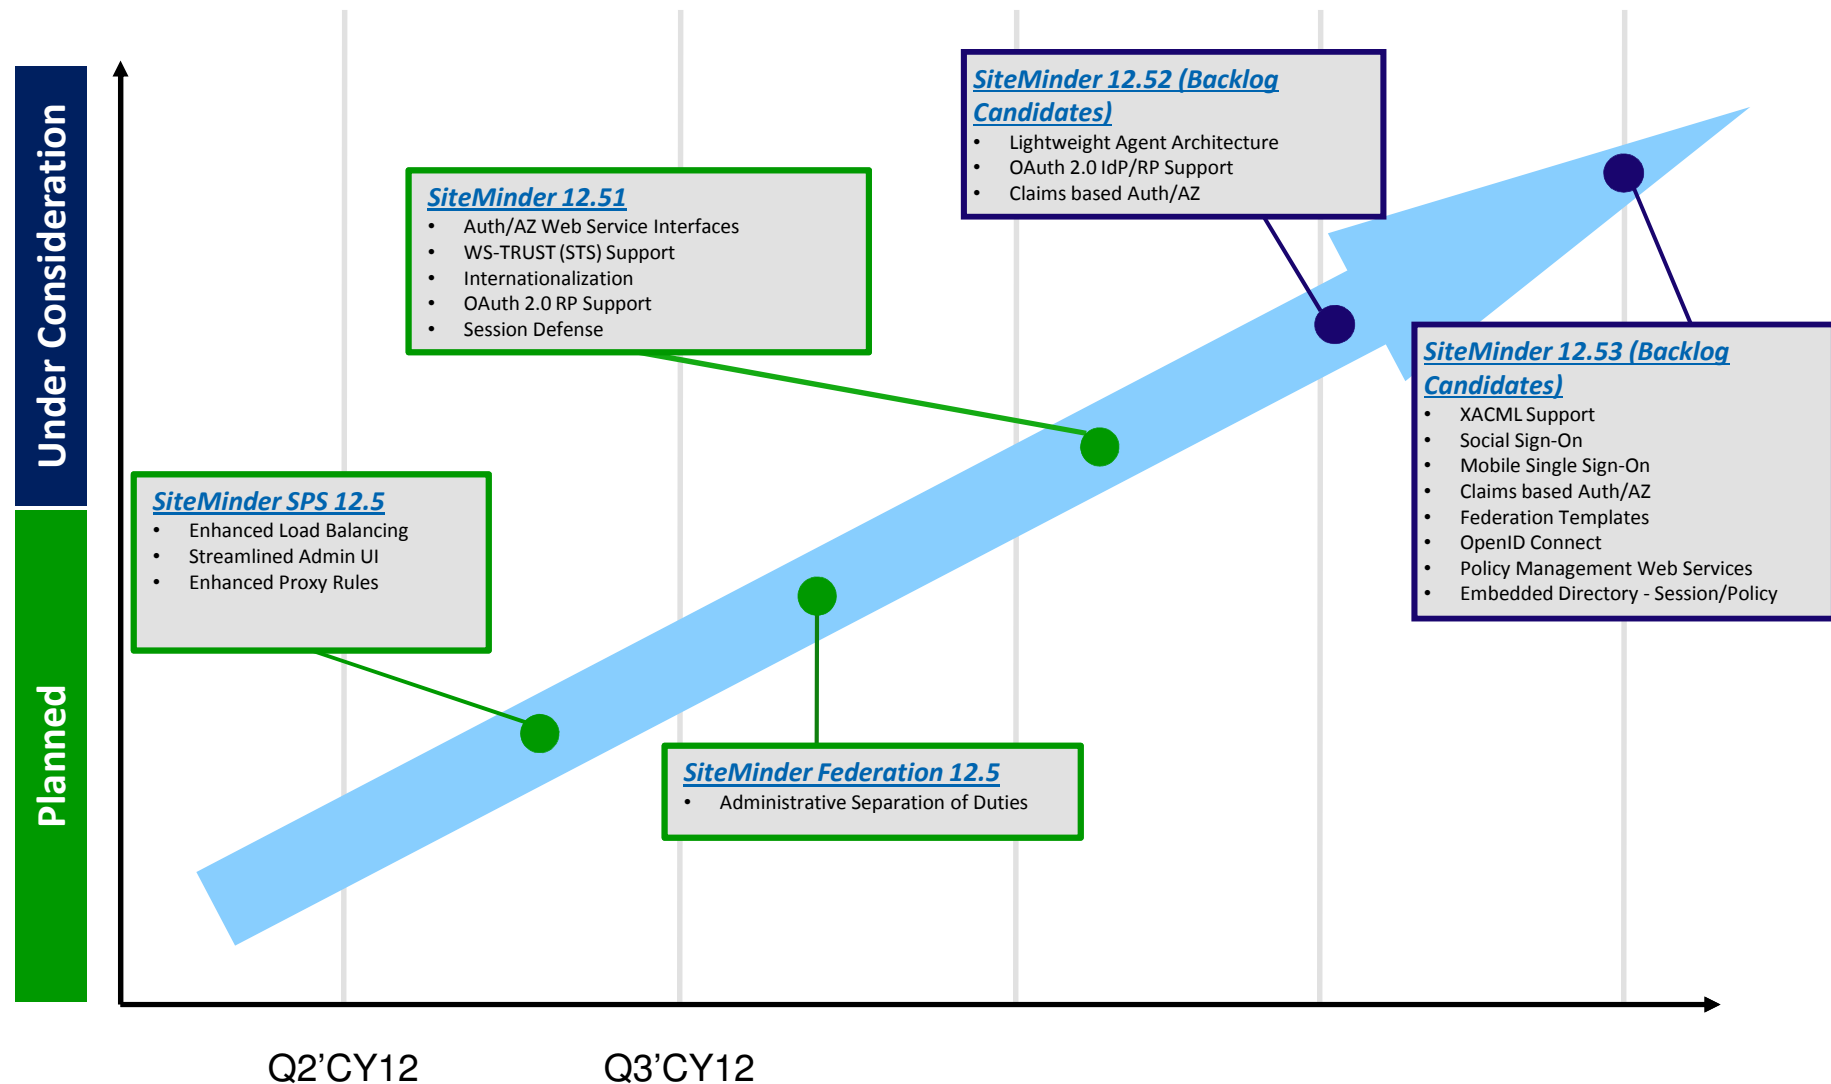 Under Consideration
Planned
SiteMinder 12.52 (Backlog
Candidates)
• Lightweight Agent Architecture
• OAuth 2.0 IdP/RP Support
• Claims based Auth/AZ
SiteMinder 12.51
• Auth/AZ Web Service Interfaces
• WS-TRUST (STS) Support
• Internationalization
• OAuth 2.0 RP Support
• Session Defense
SiteMinder 12.53 (Backlog
Candidates)
• XACML Support
• Social Sign-On
• Mobile Single Sign-On
• Claims based Auth/AZ
• Federation Templates
• OpenID Connect
• Policy Management Web Services
• Embedded Directory - Session/Policy
SiteMinder SPS 12.5
• Enhanced Load Balancing
• Streamlined Admin UI
• Enhanced Proxy Rules
SiteMinder Federation 12.5
• Administrative Separation of Duties
Q2’CY12
Q3’CY12